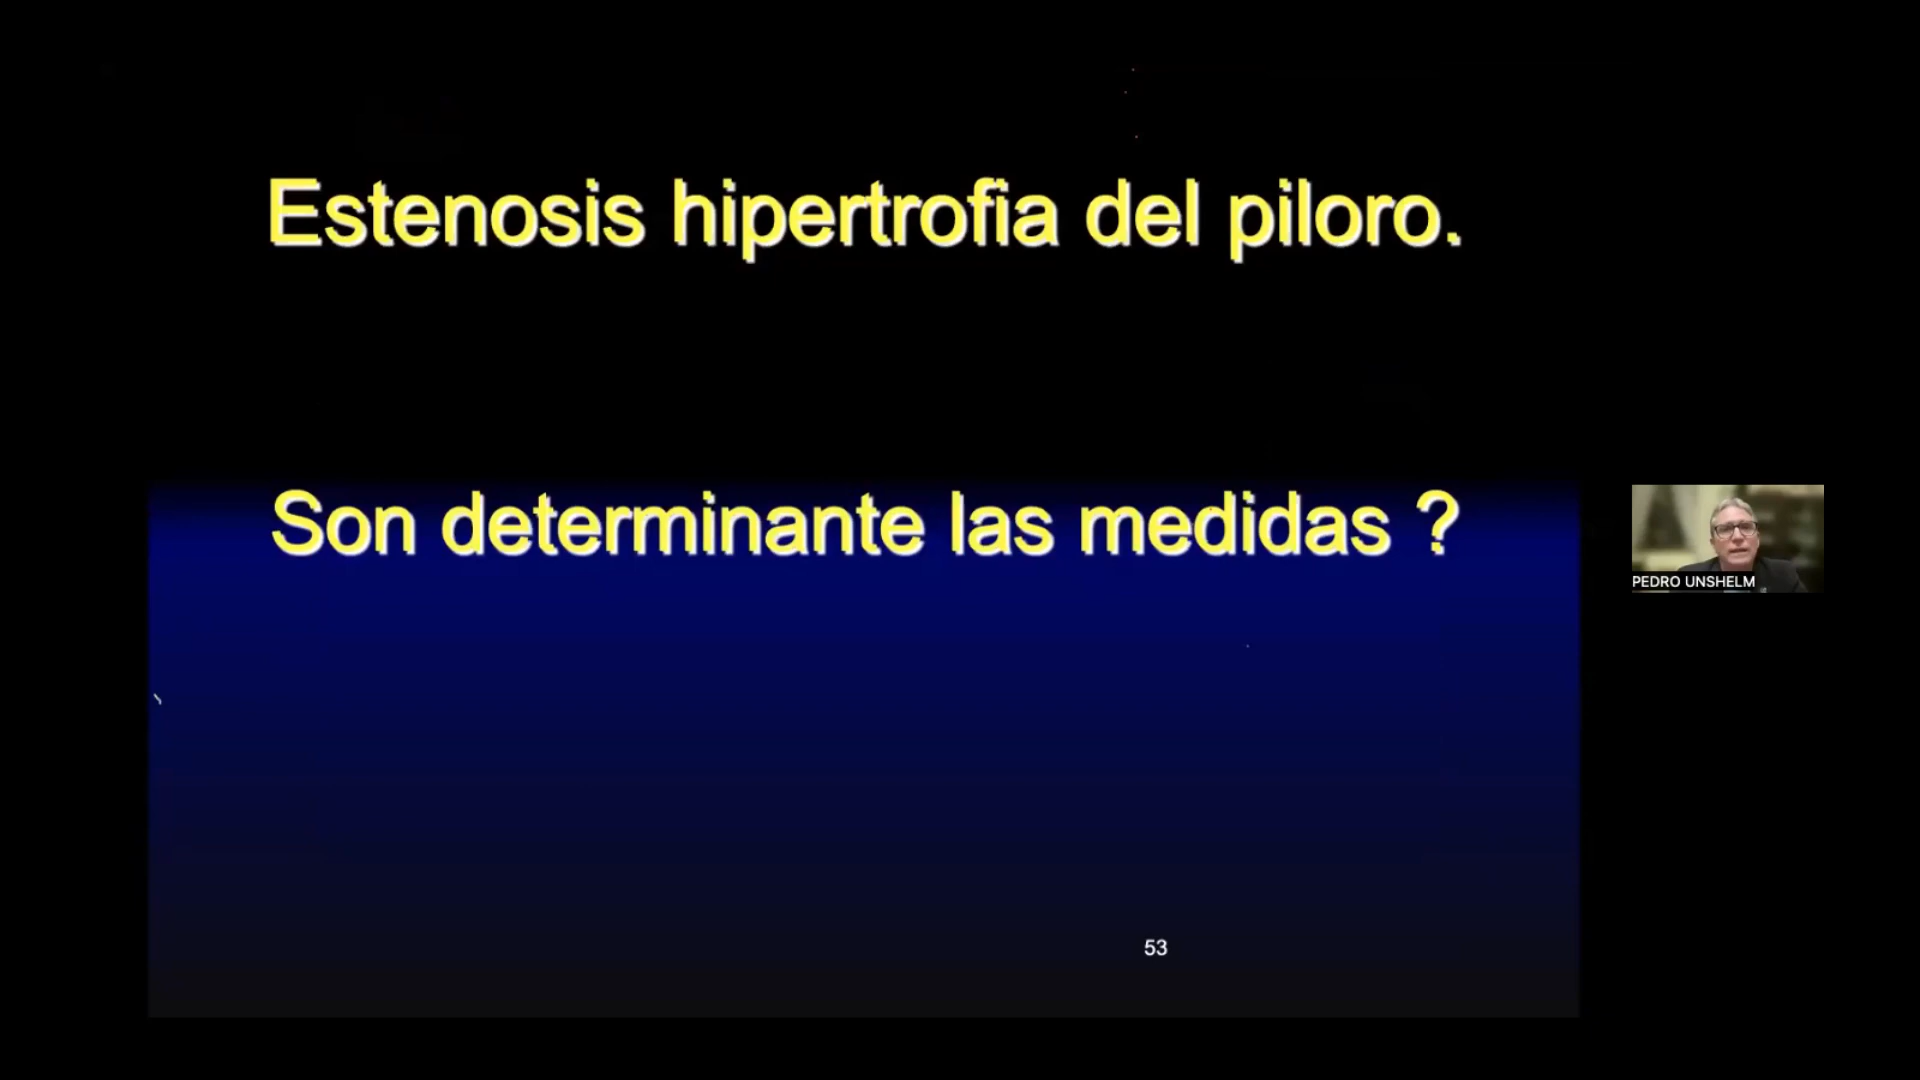 Estenosis hipertrofia del piloro.
Son determinante las medidas ?
PEDRO UNSHELM
53